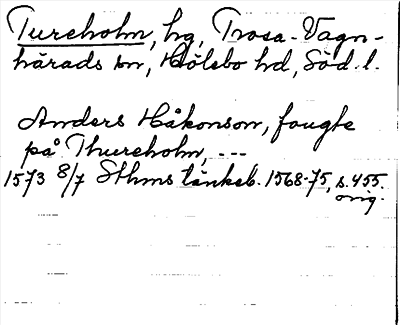 Tureholm, hg, Trosa-Vagn-
härads sn, Hölebo hd, Söd. l.
Anders Håkonson, fougte
på Thureholm, ---
1573 8/7 Sthms tänkeb. 1568-75, s. 455.
orig.